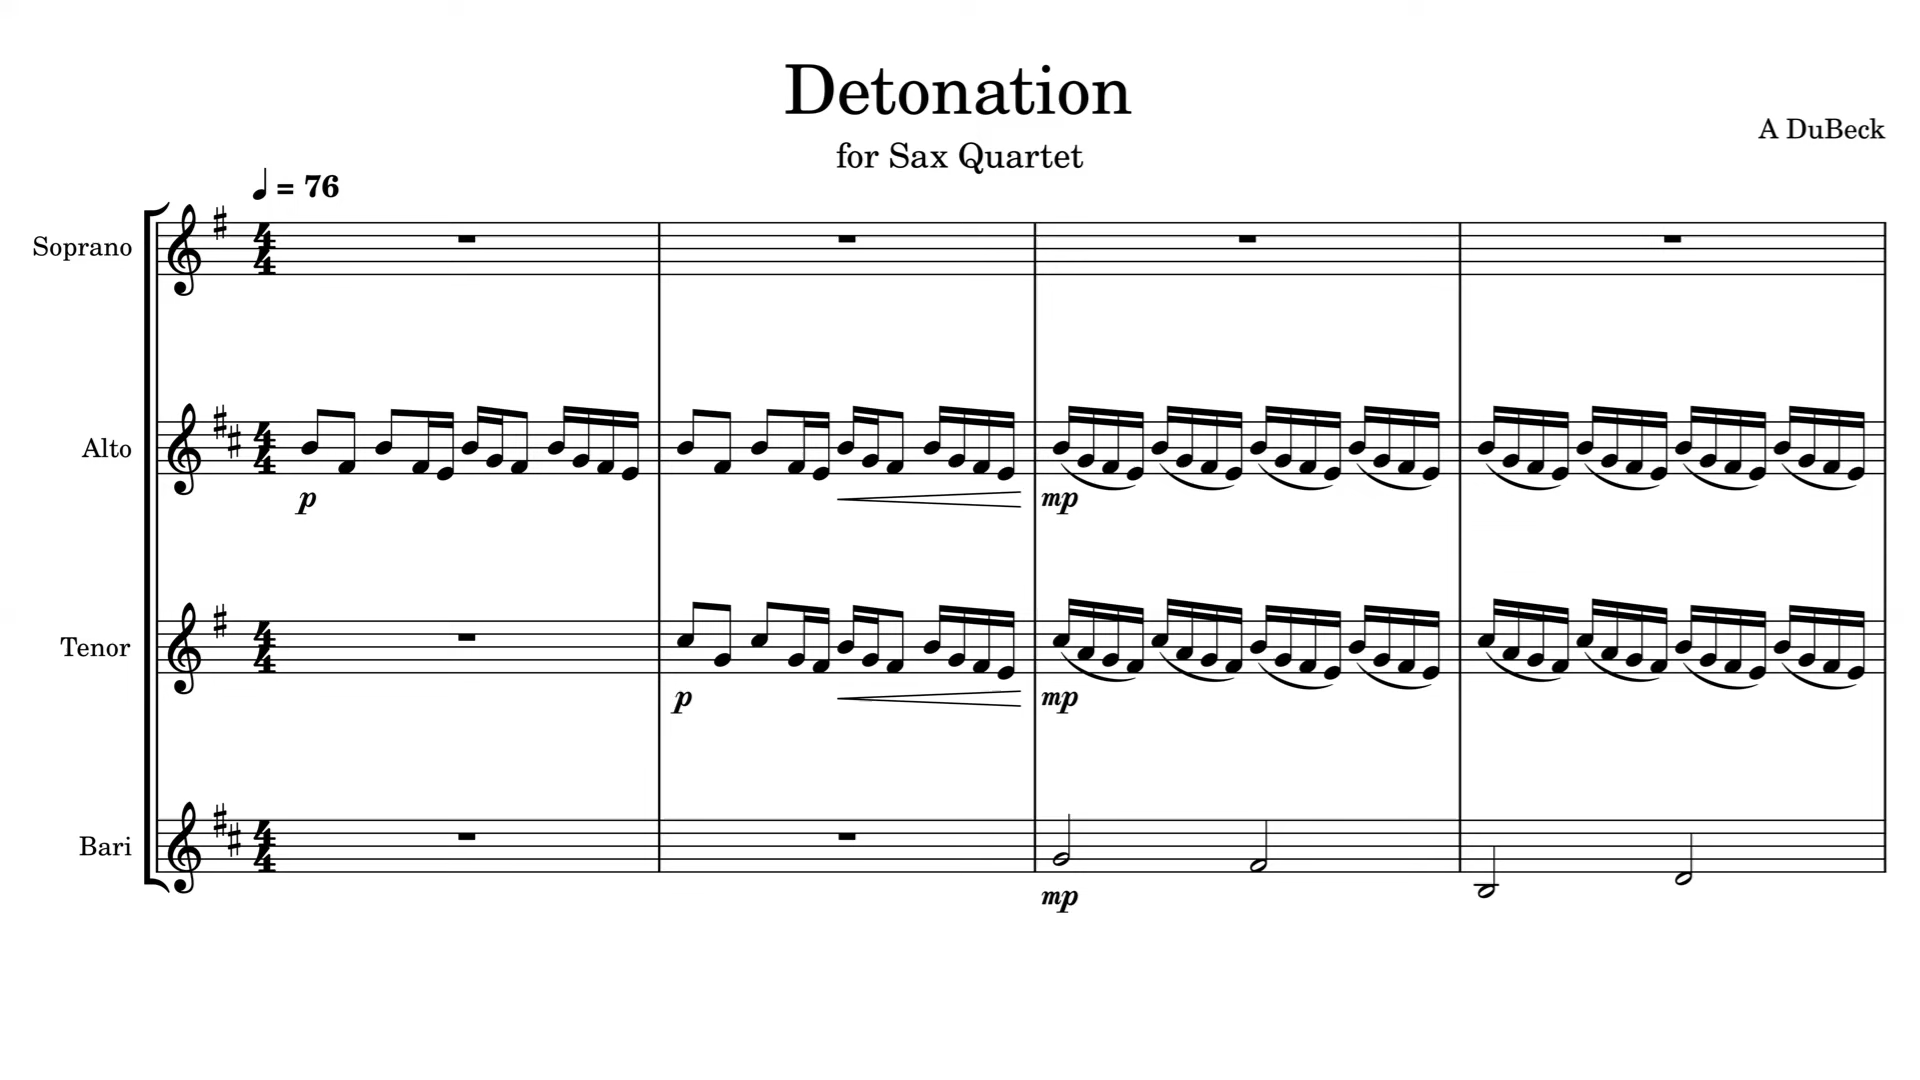 Detonation
for Sax Quartet
A DuBeck
♩ = 76
Soprano
Alto
p
mp
Tenor
p
mp
Bari
mp